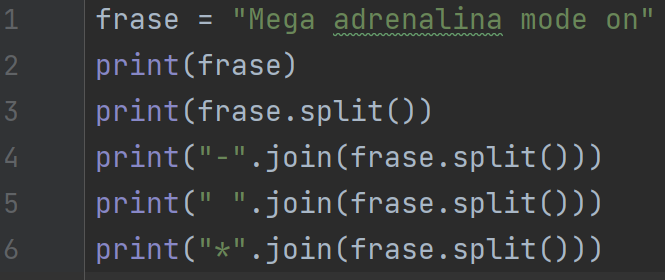 1 frase = "Mega adrenalina mode on"
2 print(frase)
3 print(frase.split())
4 print("-".join(frase.split()))
5 print(" ".join(frase.split()))
6 print("*".join(frase.split()))